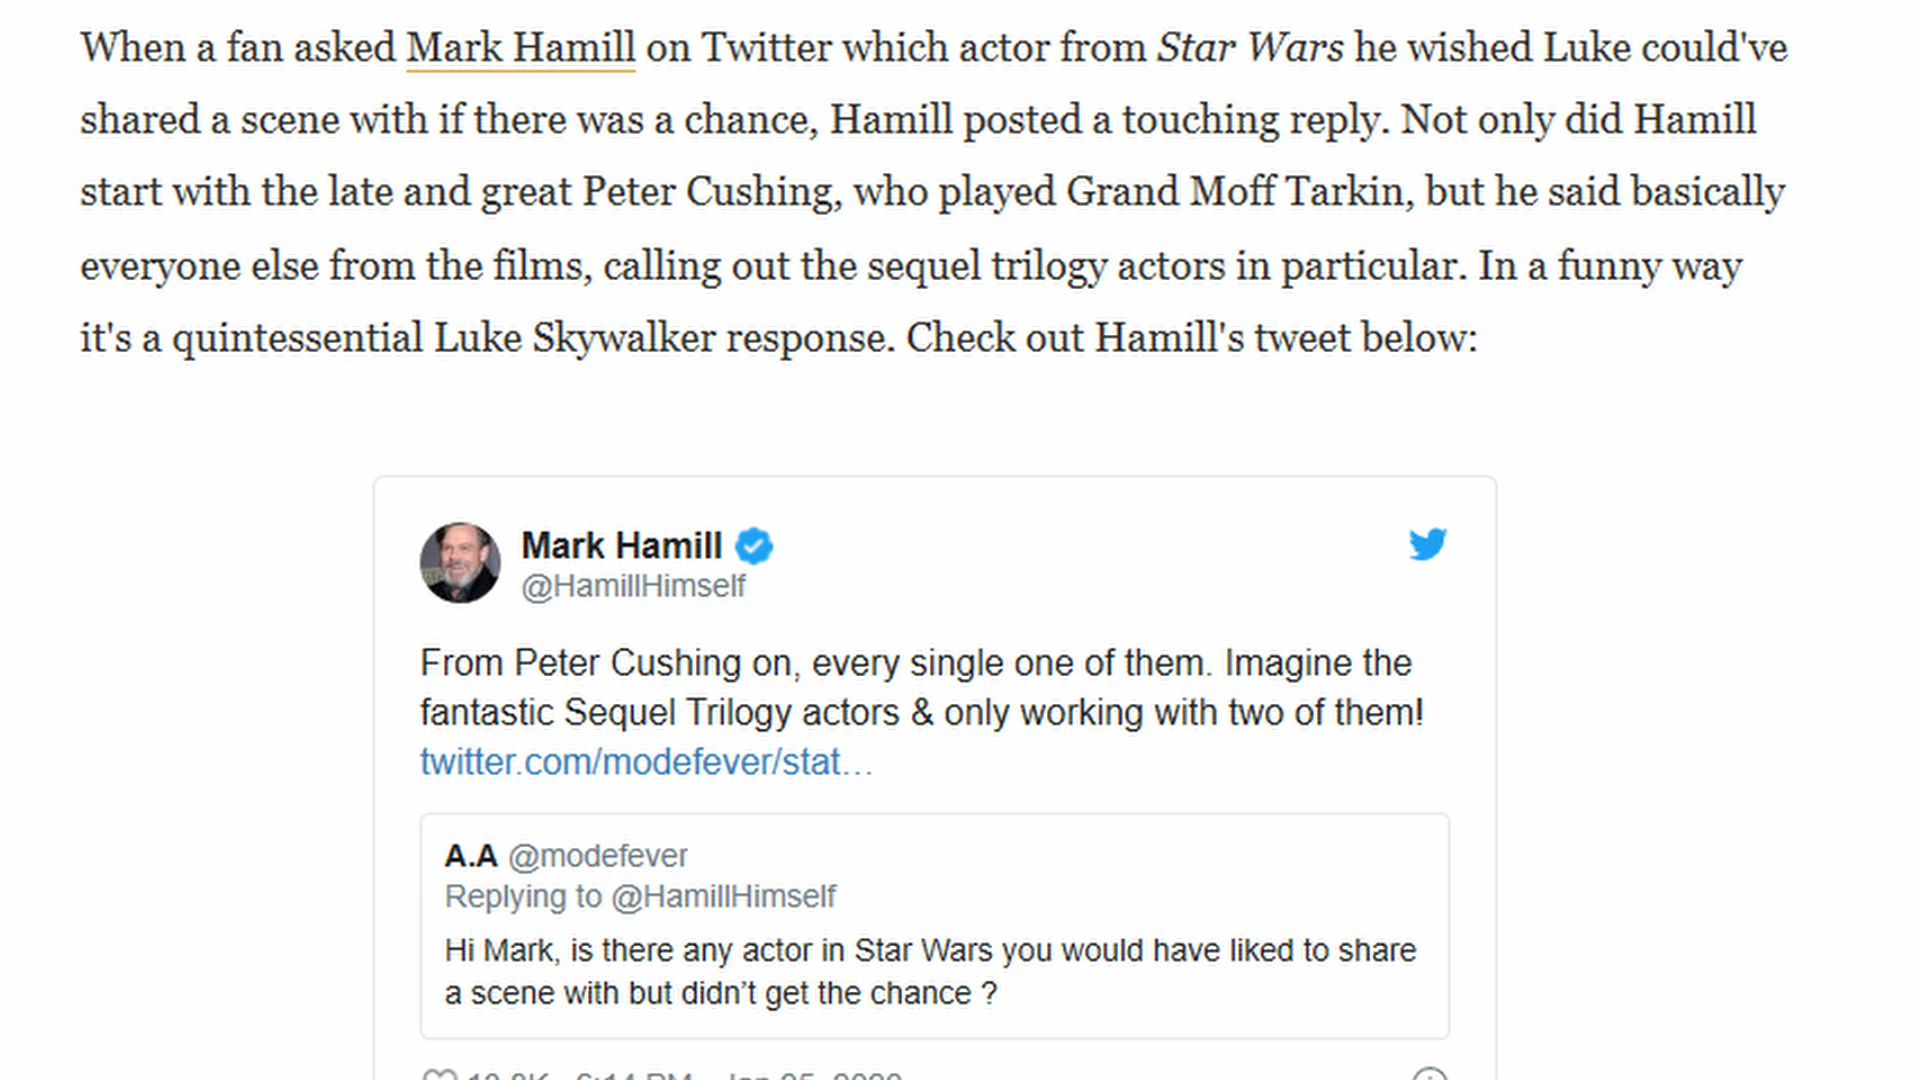 When a fan asked Mark Hamill on Twitter which actor from Star Wars he wished Luke could've
shared a scene with if there was a chance, Hamill posted a touching reply. Not only did Hamill
start with the late and great Peter Cushing, who played Grand Moff Tarkin, but he said basically
everyone else from the films, calling out the sequel trilogy actors in particular. In a funny way
it's a quintessential Luke Skywalker response. Check out Hamill's tweet below:
Mark Hamill
@HamillHimself
From Peter Cushing on, every single one of them. Imagine the
fantastic Sequel Trilogy actors & only working with two of them!
twitter.com/modefever/stat…
A.A @modefever
Replying to @HamillHimself
Hi Mark, is there any actor in Star Wars you would have liked to share
a scene with but didn’t get the chance ?